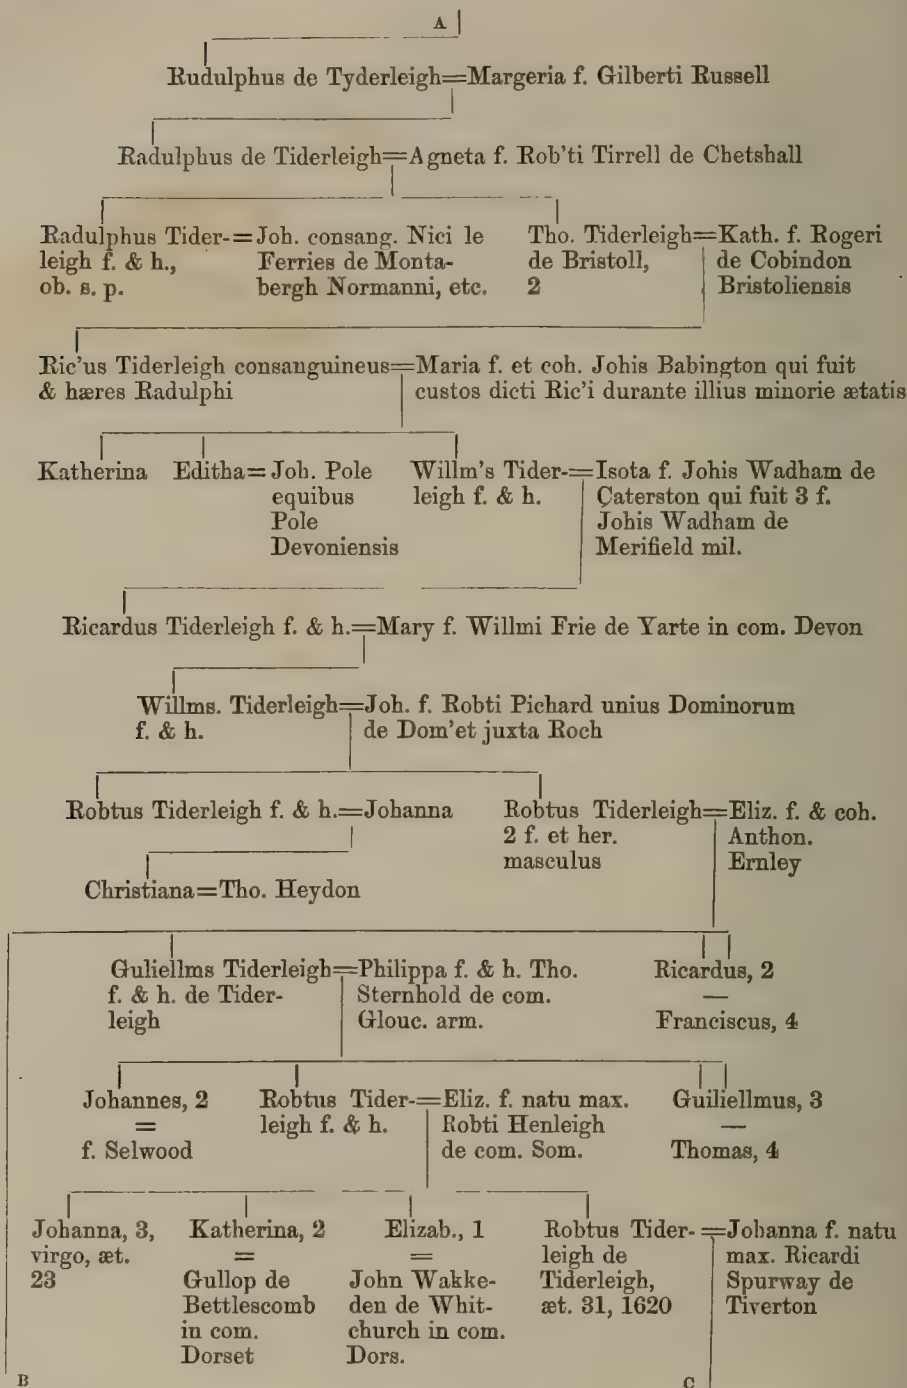 A
Rudulphus de Tyderleigh=Margeria f. Gilberti Russell
Radulphus de Tiderleigh=Agneta f. Rob'ti Tirrell de Chetshall
Radulphus Tider-=Joh. consang. Nici le
leigh f. & h., Ferries de Monta-
ob. s. p. bergh Normanni, etc.
Tho. Tiderleigh=Kath. f. Rogeri
de Bristoll, de Cobindon
2 Bristoliensis
Ric'us Tiderleigh consanguineus=Maria f. et coh. Johis Babington qui fuit
& hæres Radulphi custos dicti Ric'i durante illius minorie ætatis
Katherina
Editha=Joh. Pole
equibus
Pole
Devoniensis
Willm's Tider-=Isota f. Johis Wadham de
leigh f. & h. Çaterston qui fuit 3 f.
Johis Wadham de
Merifield mil.
Ricardus Tiderleigh f. & h.=Mary f. Willmi Frie de Yarte in com. Devon
Willms. Tiderleigh=Joh. f. Robti Pichard unius Dominorum
f. & h. de Dom'et juxta Roch
Robtus Tiderleigh f. & h.=Johanna
Robtus Tiderleigh=Eliz. f. & coh.
2 f. et her. Anthon.
masculus Ernley
Christiana=Tho. Heydon
Guliellms Tiderleigh=Philippa f. & h. Tho.
f. & h. de Tider- Sternhold de com.
leigh Glouc. arm.
Ricardus, 2
—
Franciscus, 4
Johannes, 2
=
f. Selwood
Robtus Tider-=Eliz. f. natu max.
leigh f. & h. Robti Henleigh
de com. Som.
Guiliellmus, 3
—
Thomas, 4
Johanna, 3,
virgo, æt.
23
Katherina, 2
=
Gullop de
Bettlescomb
in com.
Dorset
Elizab., 1
=
John Wakke-
den de Whit-
church in com.
Dors.
Robtus Tider-=Johanna f. natu
leigh de max. Ricardi
Tiderleigh, Spurway de
æt. 31, 1620 Tiverton
B C